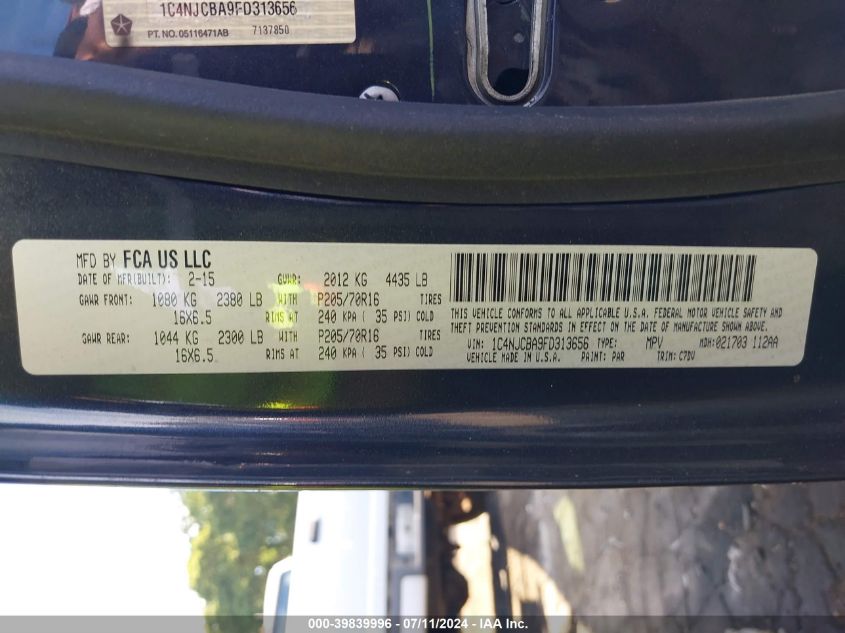 1C4NJCBA9FD313656
PT. NO. 05116471AB 7137850
MFD BY FCA US LLC
DATE OF MFR(BUILT): 2-15 GVWR: 2012 KG 4435 LB
GAWR FRONT: 1080 KG 2380 LB WITH P205/70R16 TIRES
16X6.5 RIMS AT 240 KPA ( 35 PSI) COLD
GAWR REAR: 1044 KG 2300 LB WITH P205/70R16 TIRES
16X6.5 RIMS AT 240 KPA ( 35 PSI) COLD
THIS VEHICLE CONFORMS TO ALL APPLICABLE U.S.A. FEDERAL MOTOR VEHICLE SAFETY AND
THEFT PREVENTION STANDARDS IN EFFECT ON THE DATE OF MANUFACTURE SHOWN ABOVE.
VIN: 1C4NJCBA9FD313656 TYPE: MPV MDH: 021703 112AA
VEHICLE MADE IN U.S.A. PAINT: PAR TRIM: C7DV
000-39839996 - 07/11/2024 - IAA Inc.